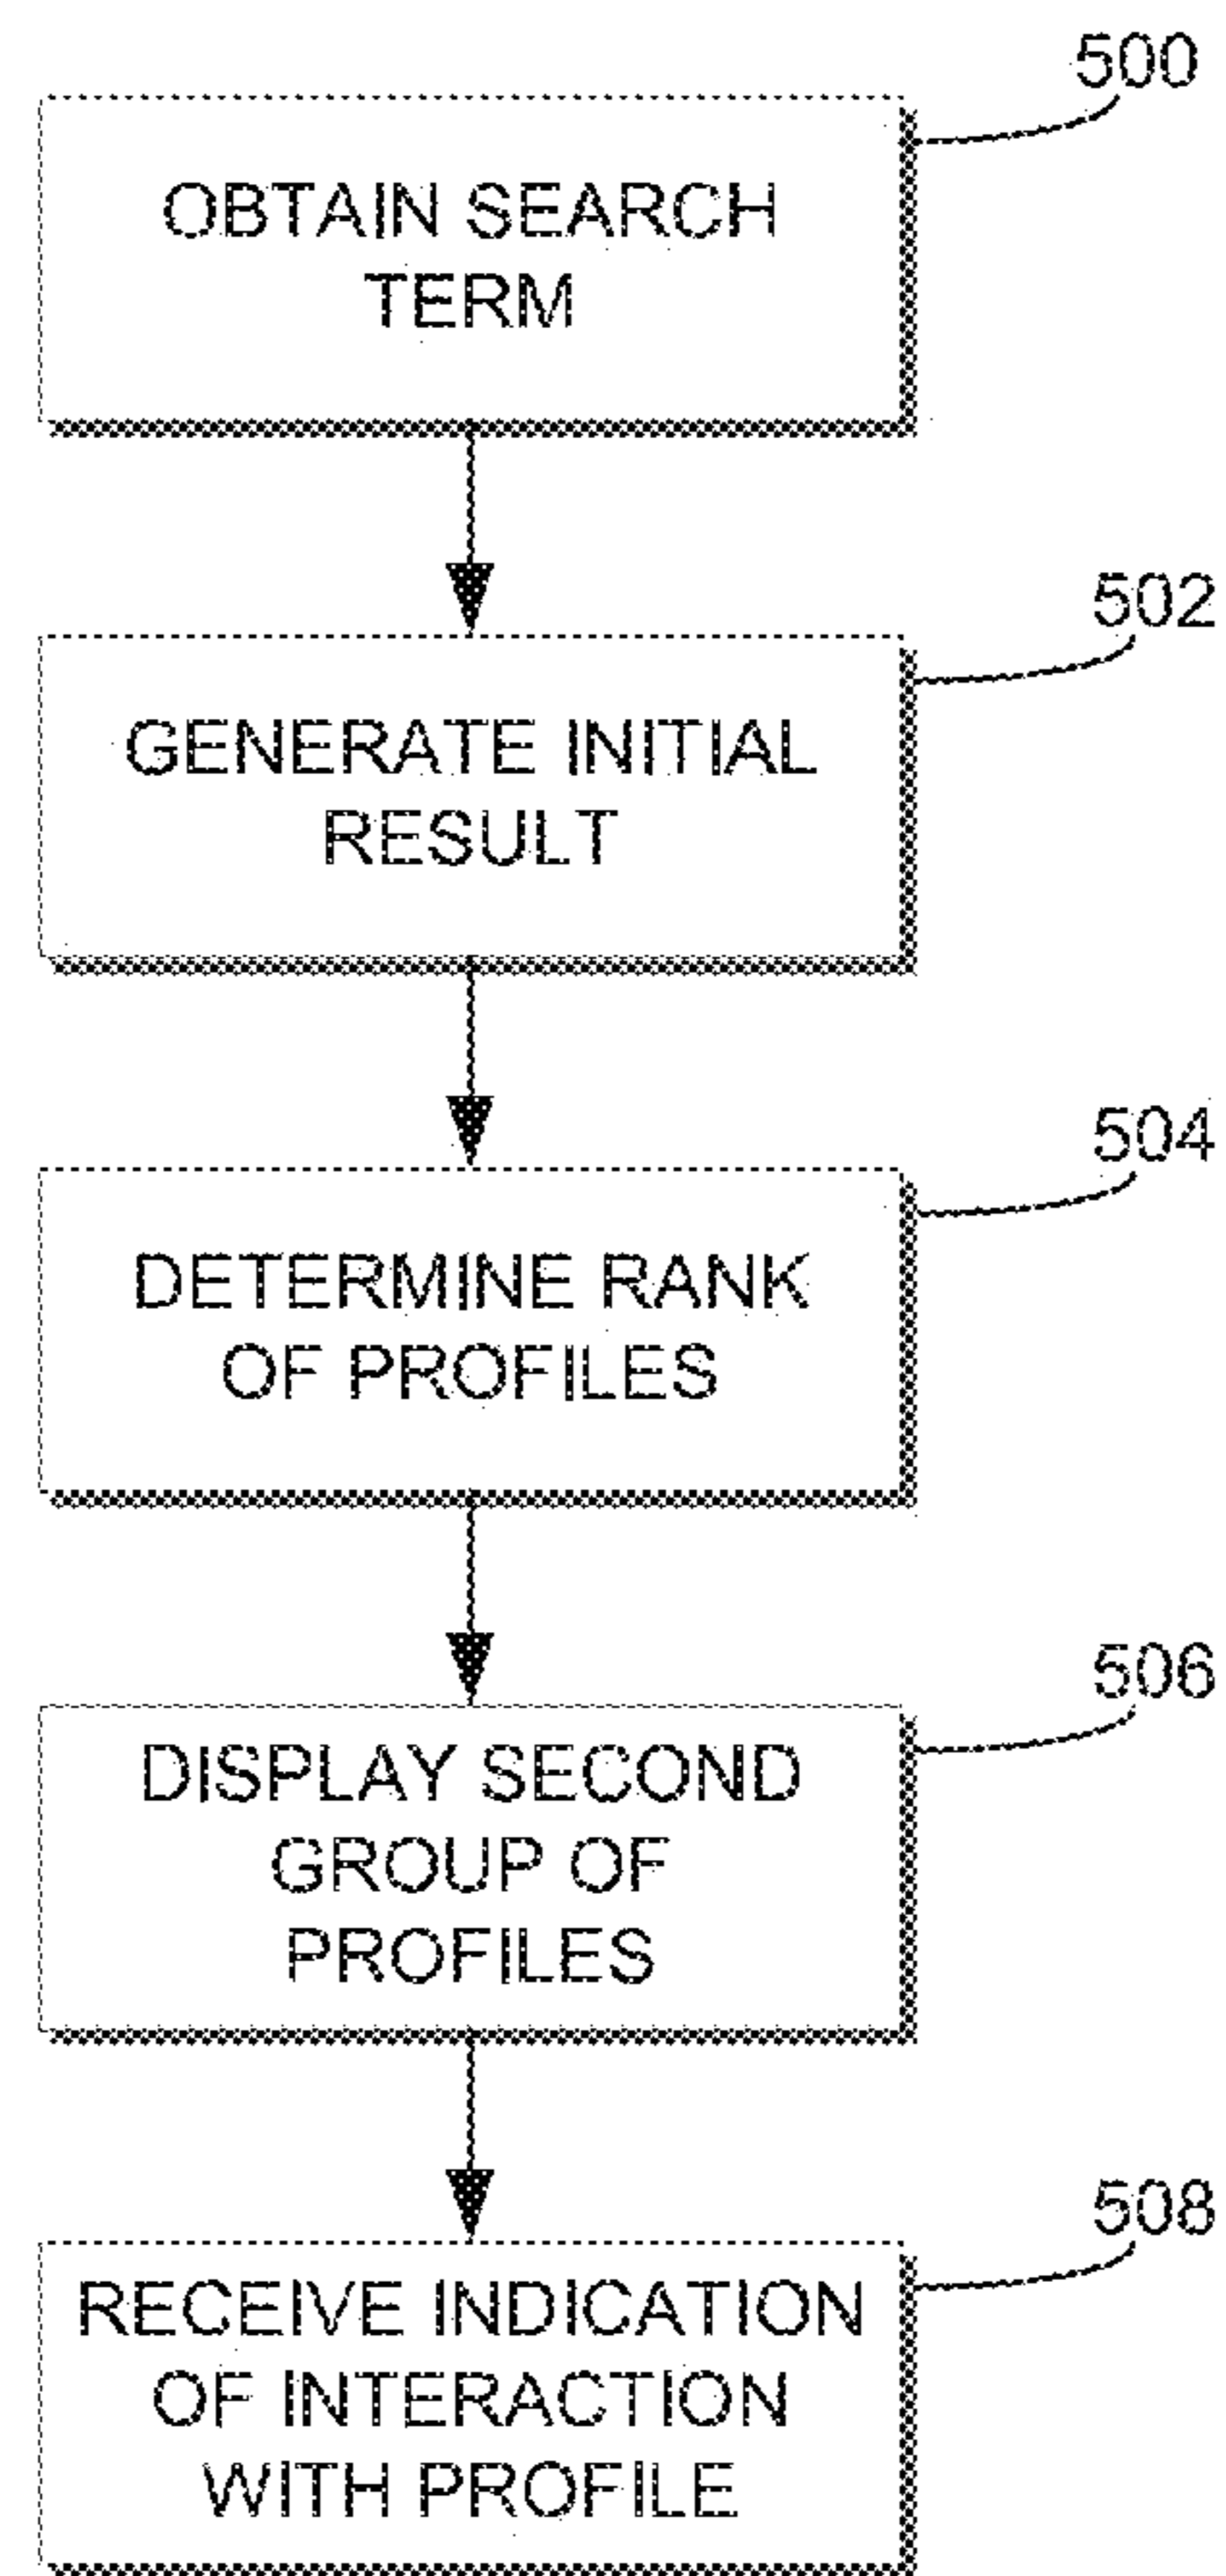 500
OBTAIN SEARCH
TERM
502
GENERATE INITIAL
RESULT
504
DETERMINE RANK
OF PROFILES
506
DISPLAY SECOND
GROUP OF
PROFILES
508
RECEIVE INDICATION
OF INTERACTION
WITH PROFILE